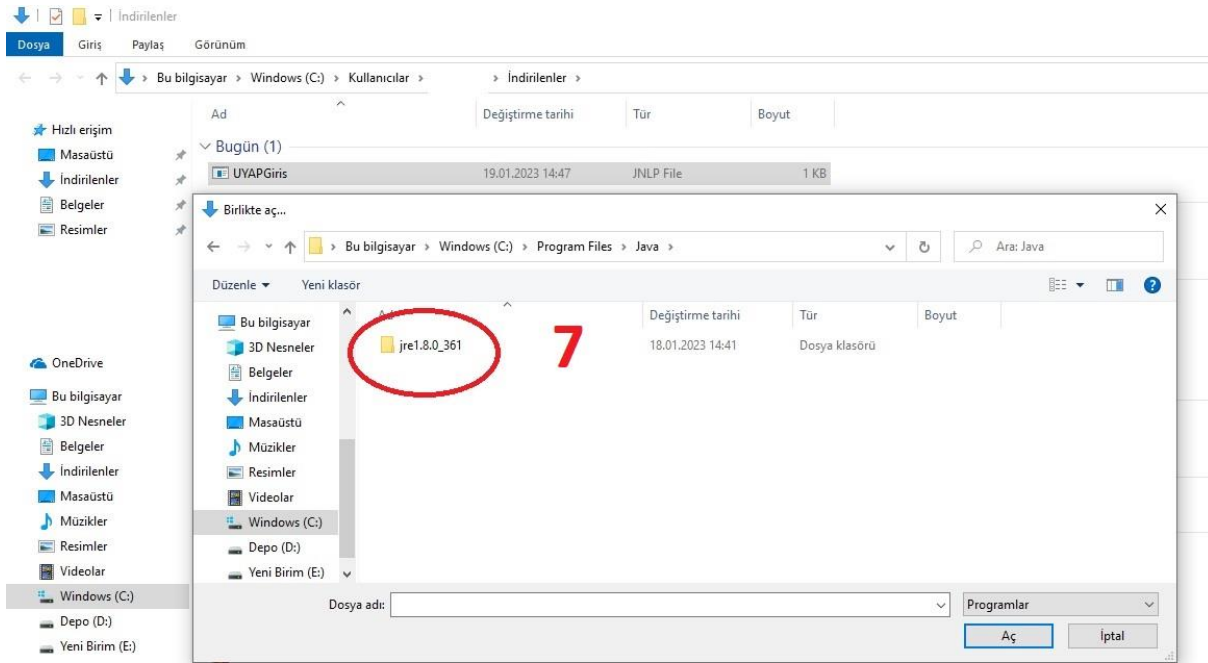 İndirilenler
Dosya Giriş Paylaş Görünüm
Bu bilgisayar › Windows (C:) › Kullanıcılar › › İndirilenler ›
Ad Değiştirme tarihi Tür Boyut
Hızlı erişim
Masaüstü
İndirilenler
Belgeler
Resimler
OneDrive
Bu bilgisayar
3D Nesneler
Belgeler
İndirilenler
Masaüstü
Müzikler
Resimler
Videolar
Windows (C:)
Depo (D:)
Yeni Birim (E:)
Bugün (1)
UYAPGiris 19.01.2023 14:47 JNLP File 1 KB
Birlikte aç...
Bu bilgisayar › Windows (C:) › Program Files › Java ›
Ara: Java
Düzenle Yeni klasör
Bu bilgisayar
3D Nesneler
Belgeler
İndirilenler
Masaüstü
Müzikler
Resimler
Videolar
Windows (C:)
Depo (D:)
Yeni Birim (E:)
Ad Değiştirme tarihi Tür Boyut
jre1.8.0_361 18.01.2023 14:41 Dosya klasörü
7
Dosya adı:
Programlar
Aç İptal